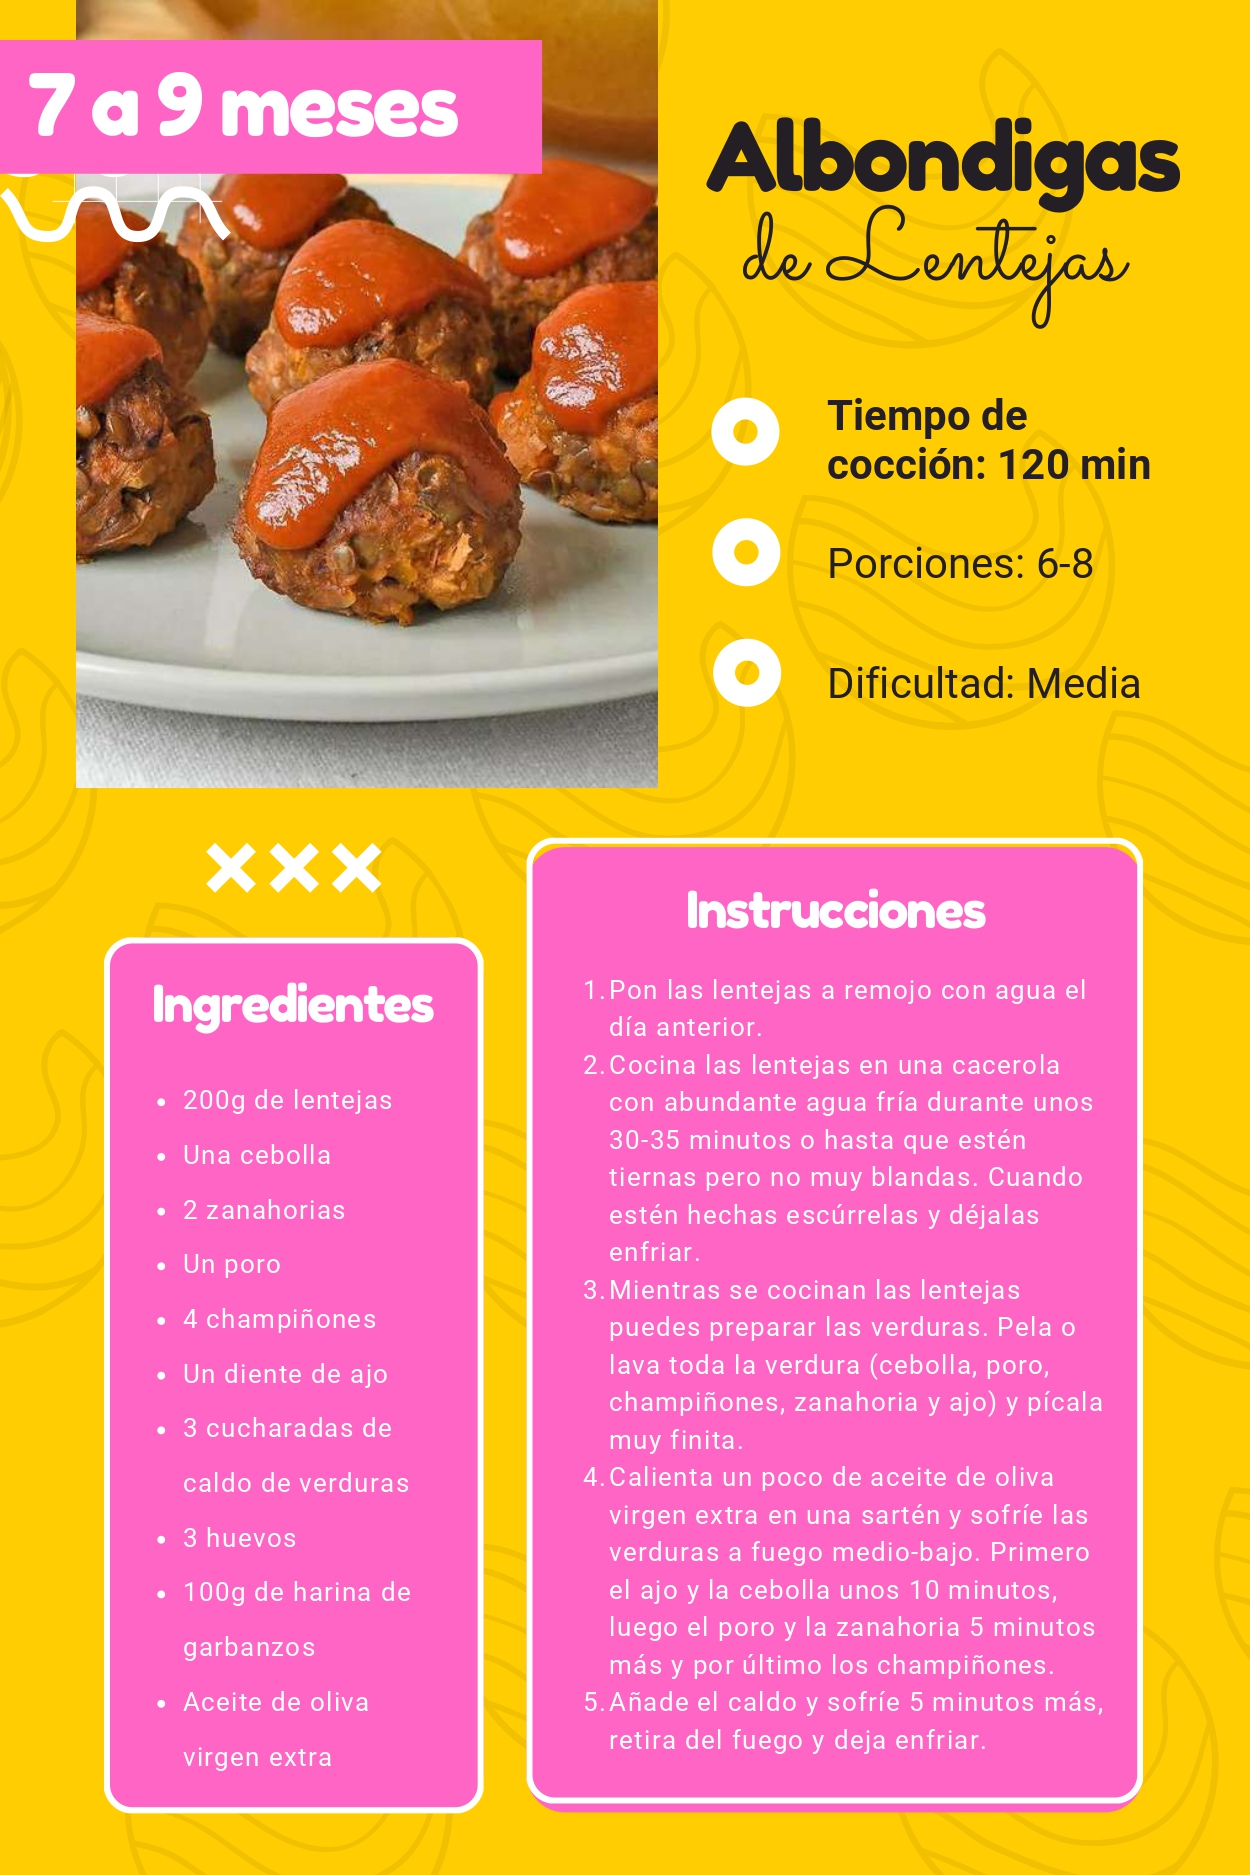 7 a 9 meses
Albondigas
de Lentejas
Tiempo de
cocción: 120 min
Porciones: 6-8
Dificultad: Media
Ingredientes
• 200g de lentejas
• Una cebolla
• 2 zanahorias
• Un poro
• 4 champiñones
• Un diente de ajo
• 3 cucharadas de
caldo de verduras
• 3 huevos
• 100g de harina de
garbanzos
• Aceite de oliva
virgen extra
Instrucciones
1. Pon las lentejas a remojo con agua el
día anterior.
2. Cocina las lentejas en una cacerola
con abundante agua fría durante unos
30-35 minutos o hasta que estén
tiernas pero no muy blandas. Cuando
estén hechas escúrrelas y déjalas
enfriar.
3. Mientras se cocinan las lentejas
puedes preparar las verduras. Pela o
lava toda la verdura (cebolla, poro,
champiñones, zanahoria y ajo) y pícala
muy finita.
4. Calienta un poco de aceite de oliva
virgen extra en una sartén y sofríe las
verduras a fuego medio-bajo. Primero
el ajo y la cebolla unos 10 minutos,
luego el poro y la zanahoria 5 minutos
más y por último los champiñones.
5. Añade el caldo y sofríe 5 minutos más,
retira del fuego y deja enfriar.